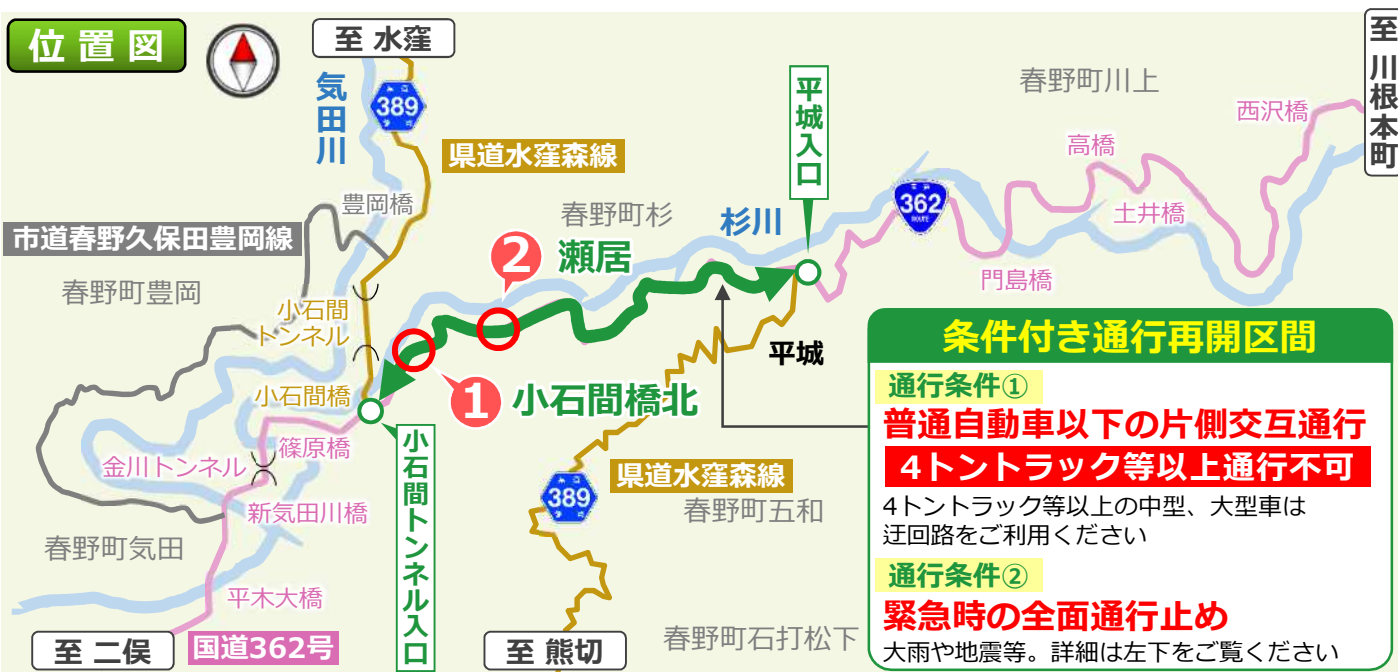 位置図
至 水窪
至 川根本町
気田川
389
県道水窪森線
平城入口
春野町川上
西沢橋
高橋
362
ROUTE
土井橋
豊岡橋
春野町杉
杉川
市道春野久保田豊岡線
2 瀬居
門島橋
春野町豊岡
小石間
トンネル
平城
小石間橋
1 小石間橋北
篠原橋
金川トンネル
小石間トンネル入口
新気田川橋
県道水窪森線
389
春野町五和
春野町気田
平木大橋
至 二俣
国道362号
至 熊切
春野町石打松下
条件付き通行再開区間
通行条件①
普通自動車以下の片側交互通行
4トントラック等以上通行不可
4トントラック等以上の中型、大型車は
迂回路をご利用ください
通行条件②
緊急時の全面通行止め
大雨や地震等。詳細は左下をご覧ください